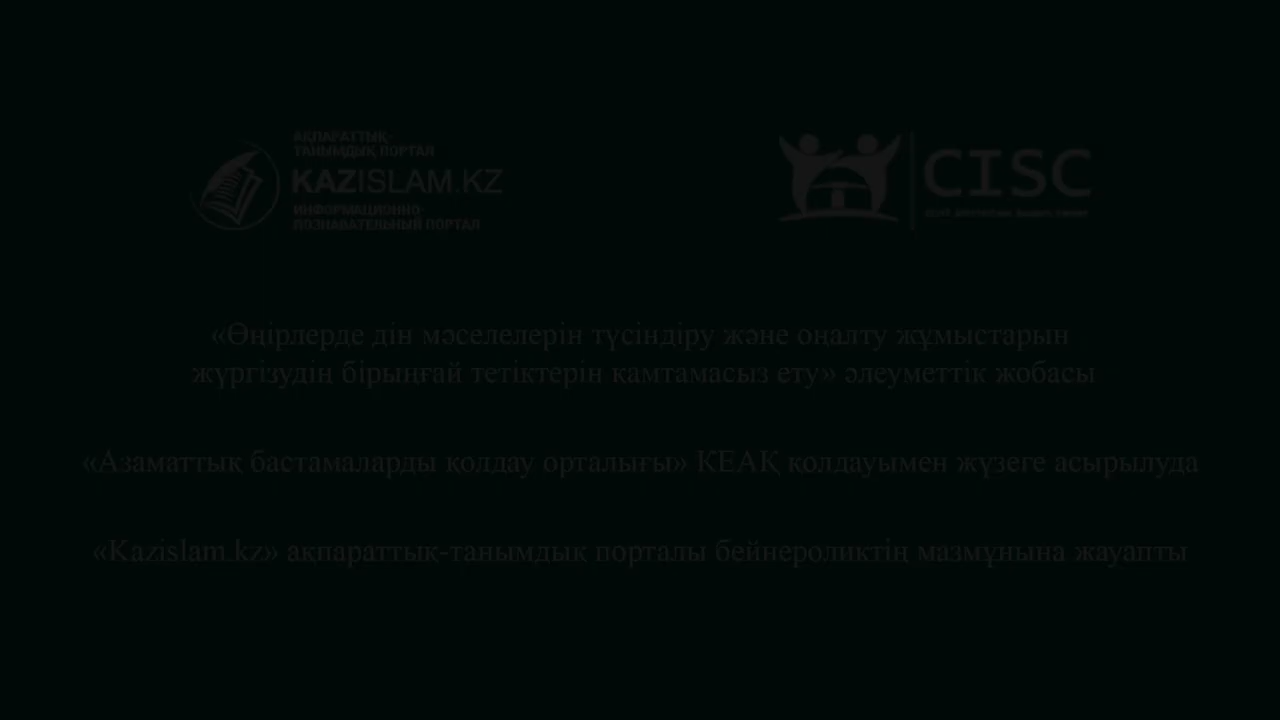 АҚПАРАТТЫҚ-
ТАНЫМДЫҚ ПОРТАЛ
KAZISLAM.KZ
ИНФОРМАЦИОННО-
ПОЗНАВАТЕЛЬНЫЙ ПОРТАЛ
CISC
«Өңірлерде дін мәселелерін түсіндіру және оңалту жұмыстарын
жүргізудің бірыңғай тетіктерін қамтамасыз ету» әлеуметтік жобасы
«Азаматтық бастамаларды қолдау орталығы» КЕАҚ қолдауымен жүзеге асырылуда
«Kazislam.kz» ақпараттық-танымдық порталы бейнероликтің мазмұнына жауапты